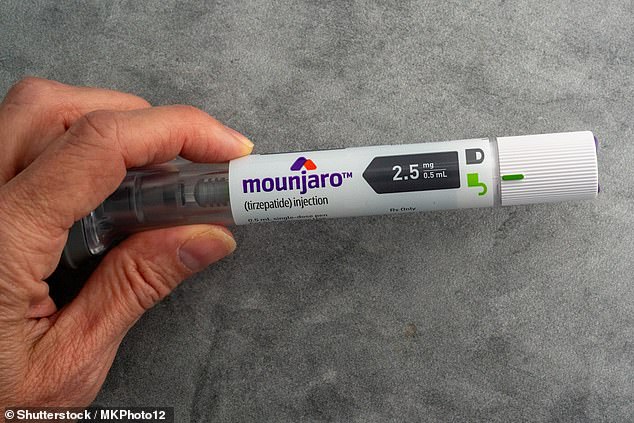 mounjaro™
(tirzepatide) injection
0.5 mL single-dose pen
Rx Only
2.5 mg
0.5 mL
© Shutterstock / MKPhoto12